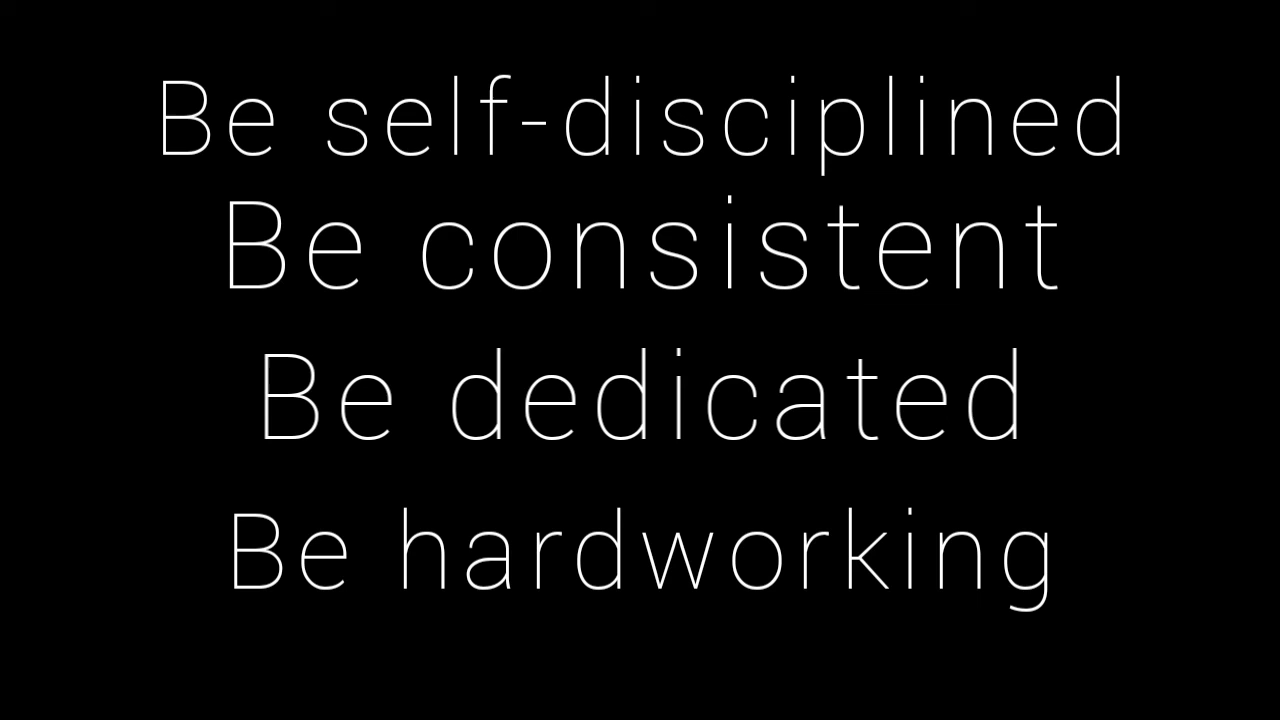 Be self-disciplined
Be consistent
Be dedicated
Be hardworking